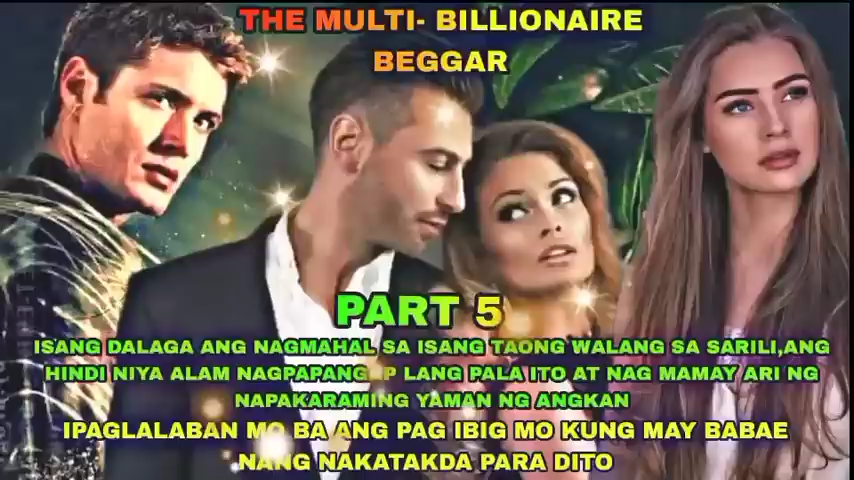 THE MULTI- BILLIONAIRE
BEGGAR
PART 5
ISANG DALAGA ANG NAGMAHAL SA ISANG TAONG WALANG SA SARILI,ANG
HINDI NIYA ALAM LANG PALA ITO AT NAG MAMAY ARI NG
NAPAKARAMING YAMAN NG ANGKAN
IPAGLALABAN MO BA ANG PAG IBIG MO KUNG MAY BABAE
NANG NAKATAKDA PARA DITO